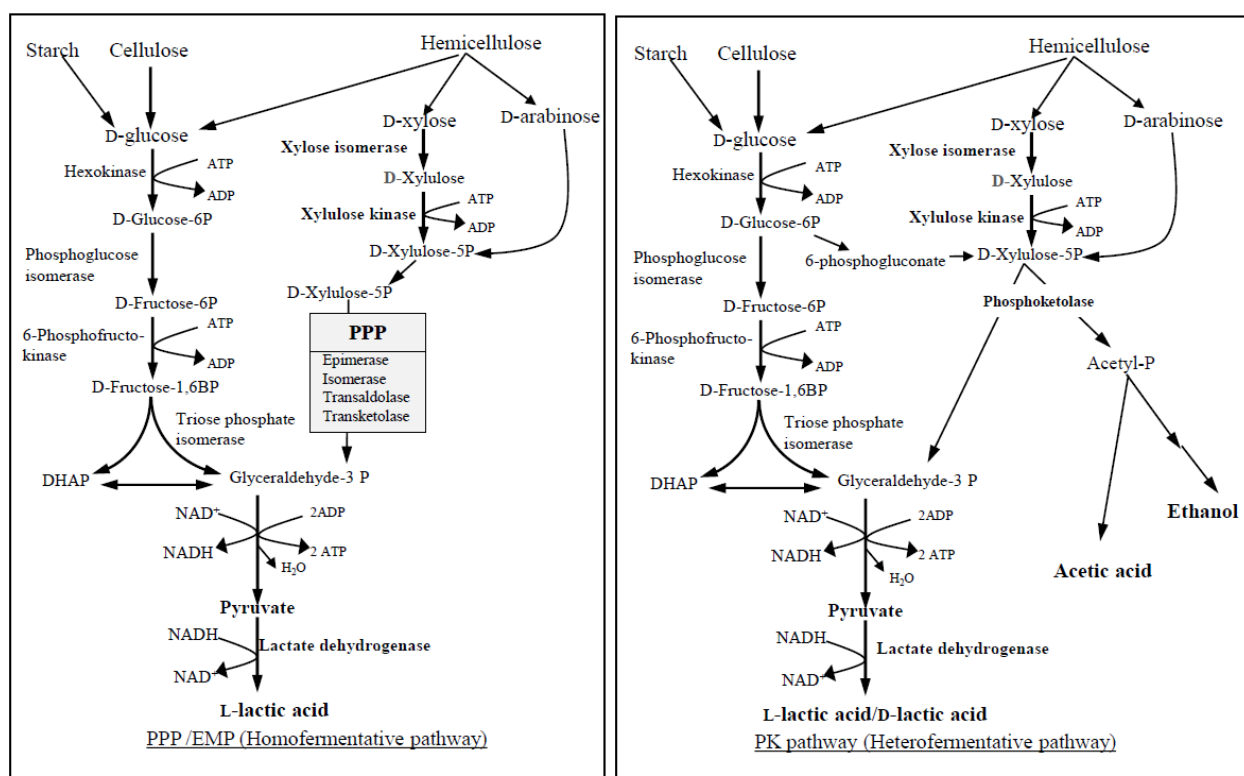 Starch
Cellulose
Hemicellulose
D-glucose
D-xylose
D-arabinose
Xylose isomerase
Hexokinase
ATP
ADP
D-Xylulose
Xylulose kinase
ATP
ADP
D-Glucose-6P
D-Xylulose-5P
Phosphoglucose
isomerase
D-Xylulose-5P
D-Fructose-6P
6-Phosphofructo-
kinase
ATP
ADP
PPP
Epimerase
Isomerase
Transaldolase
Transketolase
D-Fructose-1,6BP
Triose phosphate
isomerase
DHAP
Glyceraldehyde-3 P
NAD+
2ADP
NADH
2 ATP
H2O
Pyruvate
NADH
Lactate dehydrogenase
NAD+
L-lactic acid
PPP /EMP (Homofermentative pathway)
Starch
Cellulose
Hemicellulose
D-glucose
D-xylose
D-arabinose
Xylose isomerase
Hexokinase
ATP
ADP
D-Xylulose
Xylulose kinase
ATP
ADP
D-Glucose-6P
6-phosphogluconate
D-Xylulose-5P
Phosphoglucose
isomerase
Phosphoketolase
D-Fructose-6P
6-Phosphofructo-
kinase
ATP
ADP
Acetyl-P
D-Fructose-1,6BP
Triose phosphate
isomerase
DHAP
Glyceraldehyde-3 P
Ethanol
NAD+
2ADP
NADH
2 ATP
H2O
Acetic acid
Pyruvate
NADH
Lactate dehydrogenase
NAD+
L-lactic acid/D-lactic acid
PK pathway (Heterofermentative pathway)